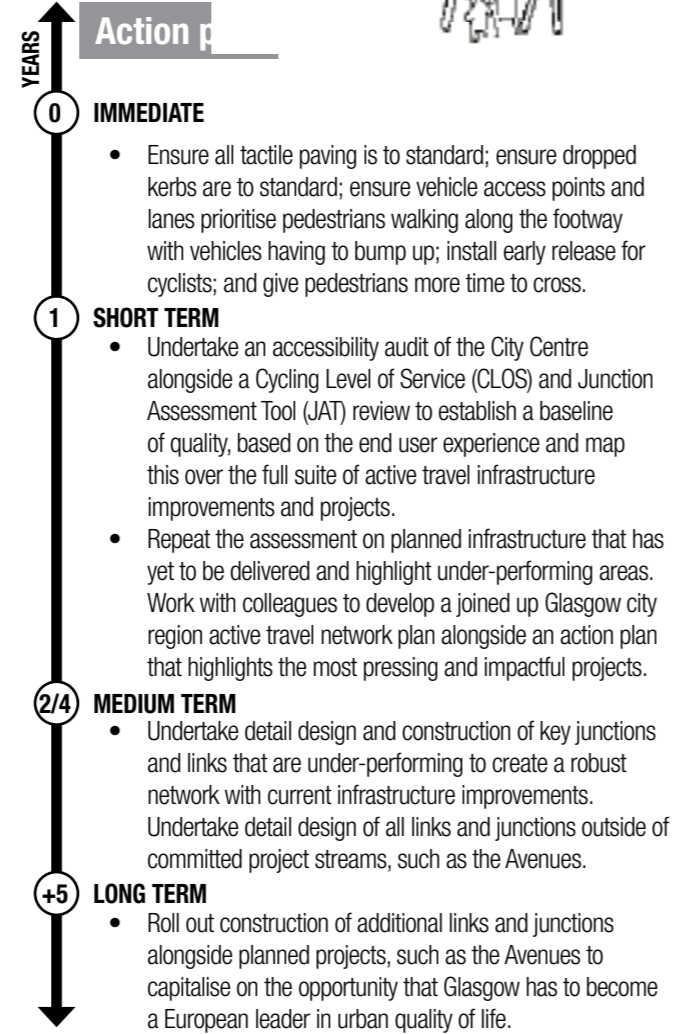 Action p
YEARS
0
IMMEDIATE
• Ensure all tactile paving is to standard; ensure dropped
kerbs are to standard; ensure vehicle access points and
lanes prioritise pedestrians walking along the footway
with vehicles having to bump up; install early release for
cyclists; and give pedestrians more time to cross.
1
SHORT TERM
• Undertake an accessibility audit of the City Centre
alongside a Cycling Level of Service (CLOS) and Junction
Assessment Tool (JAT) review to establish a baseline
of quality, based on the end user experience and map
this over the full suite of active travel infrastructure
improvements and projects.
• Repeat the assessment on planned infrastructure that has
yet to be delivered and highlight under-performing areas.
Work with colleagues to develop a joined up Glasgow city
region active travel network plan alongside an action plan
that highlights the most pressing and impactful projects.
2/4
MEDIUM TERM
• Undertake detail design and construction of key junctions
and links that are under-performing to create a robust
network with current infrastructure improvements.
Undertake detail design of all links and junctions outside of
committed project streams, such as the Avenues.
+5
LONG TERM
• Roll out construction of additional links and junctions
alongside planned projects, such as the Avenues to
capitalise on the opportunity that Glasgow has to become
a European leader in urban quality of life.